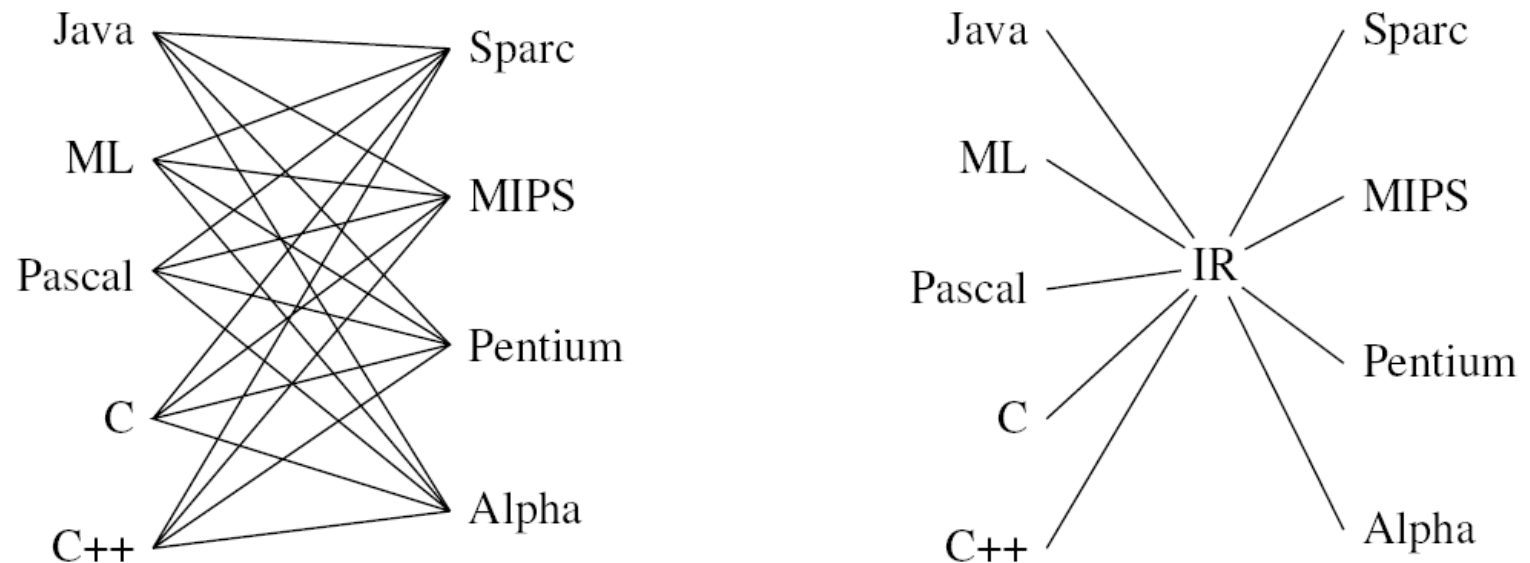 Java
ML
Pascal
C
C++
Sparc
MIPS
Pentium
Alpha
Java
ML
Pascal
C
C++
IR
Sparc
MIPS
Pentium
Alpha